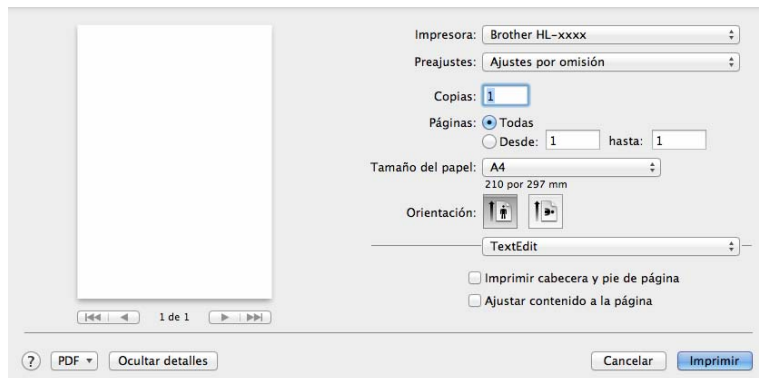 Impresora: Brother HL-xxxx
Preajustes: Ajustes por omisión
Copias: 1
Páginas: Todas
Desde: 1 hasta: 1
Tamaño del papel: A4
210 por 297 mm
Orientación:
TextEdit
Imprimir cabecera y pie de página
Ajustar contenido a la página
1 de 1
? PDF Ocultar detalles Cancelar Imprimir